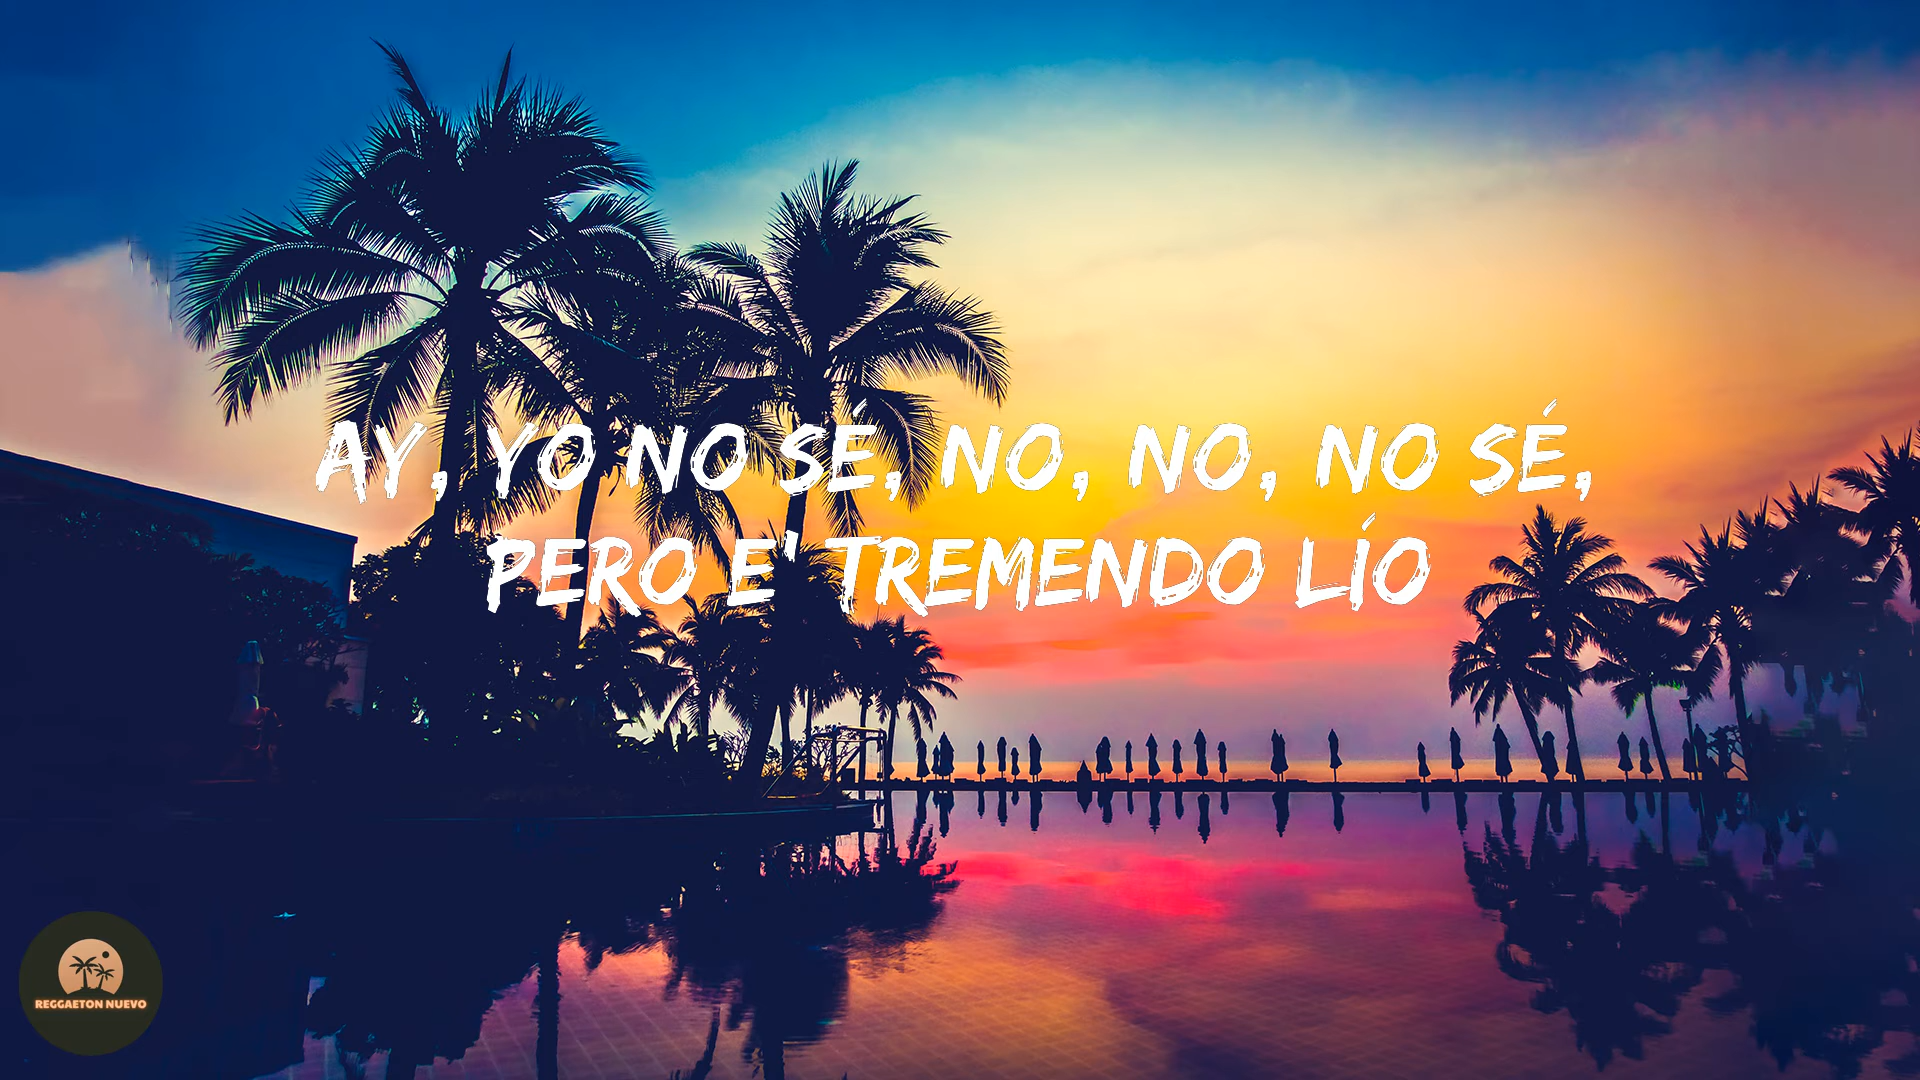 AY, YO NO SÉ, NO, NO, NO SÉ,
PERO E' TREMENDO LÍO
REGGAETON NUEVO